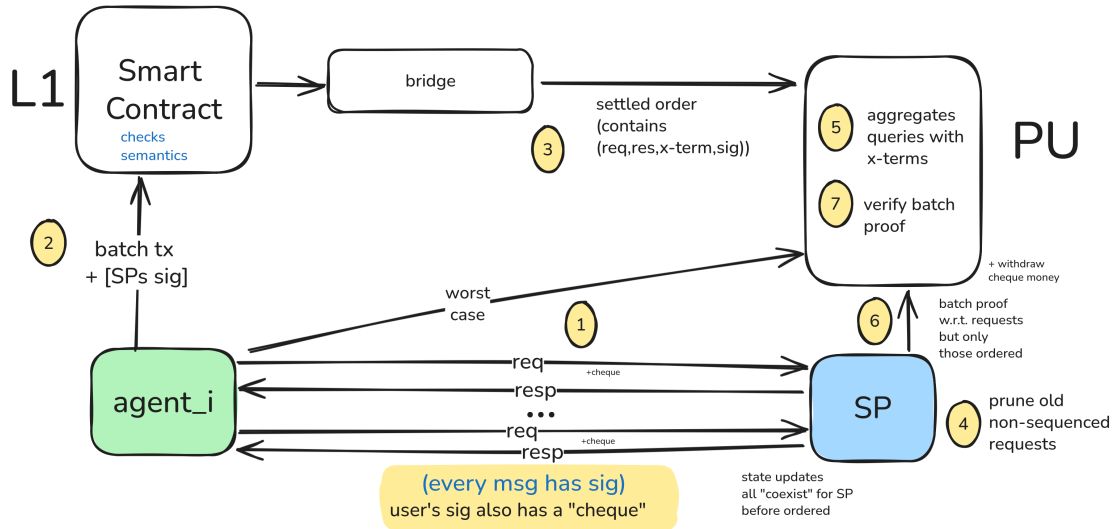 L1
Smart
Contract
checks
semantics
bridge
settled order
(contains
(req,res,x-term,sig))
3
5
aggregates
queries with
x-terms
7
verify batch
proof
PU
+ withdraw
cheque money
2
batch tx
+ [SPs sig]
worst
case
1
6
batch proof
w.r.t. requests
but only
those ordered
agent_i
req
+cheque
resp
...
req
+cheque
resp
SP
4
prune old
non-sequenced
requests
(every msg has sig)
user's sig also has a "cheque"
state updates
all "coexist" for SP
before ordered